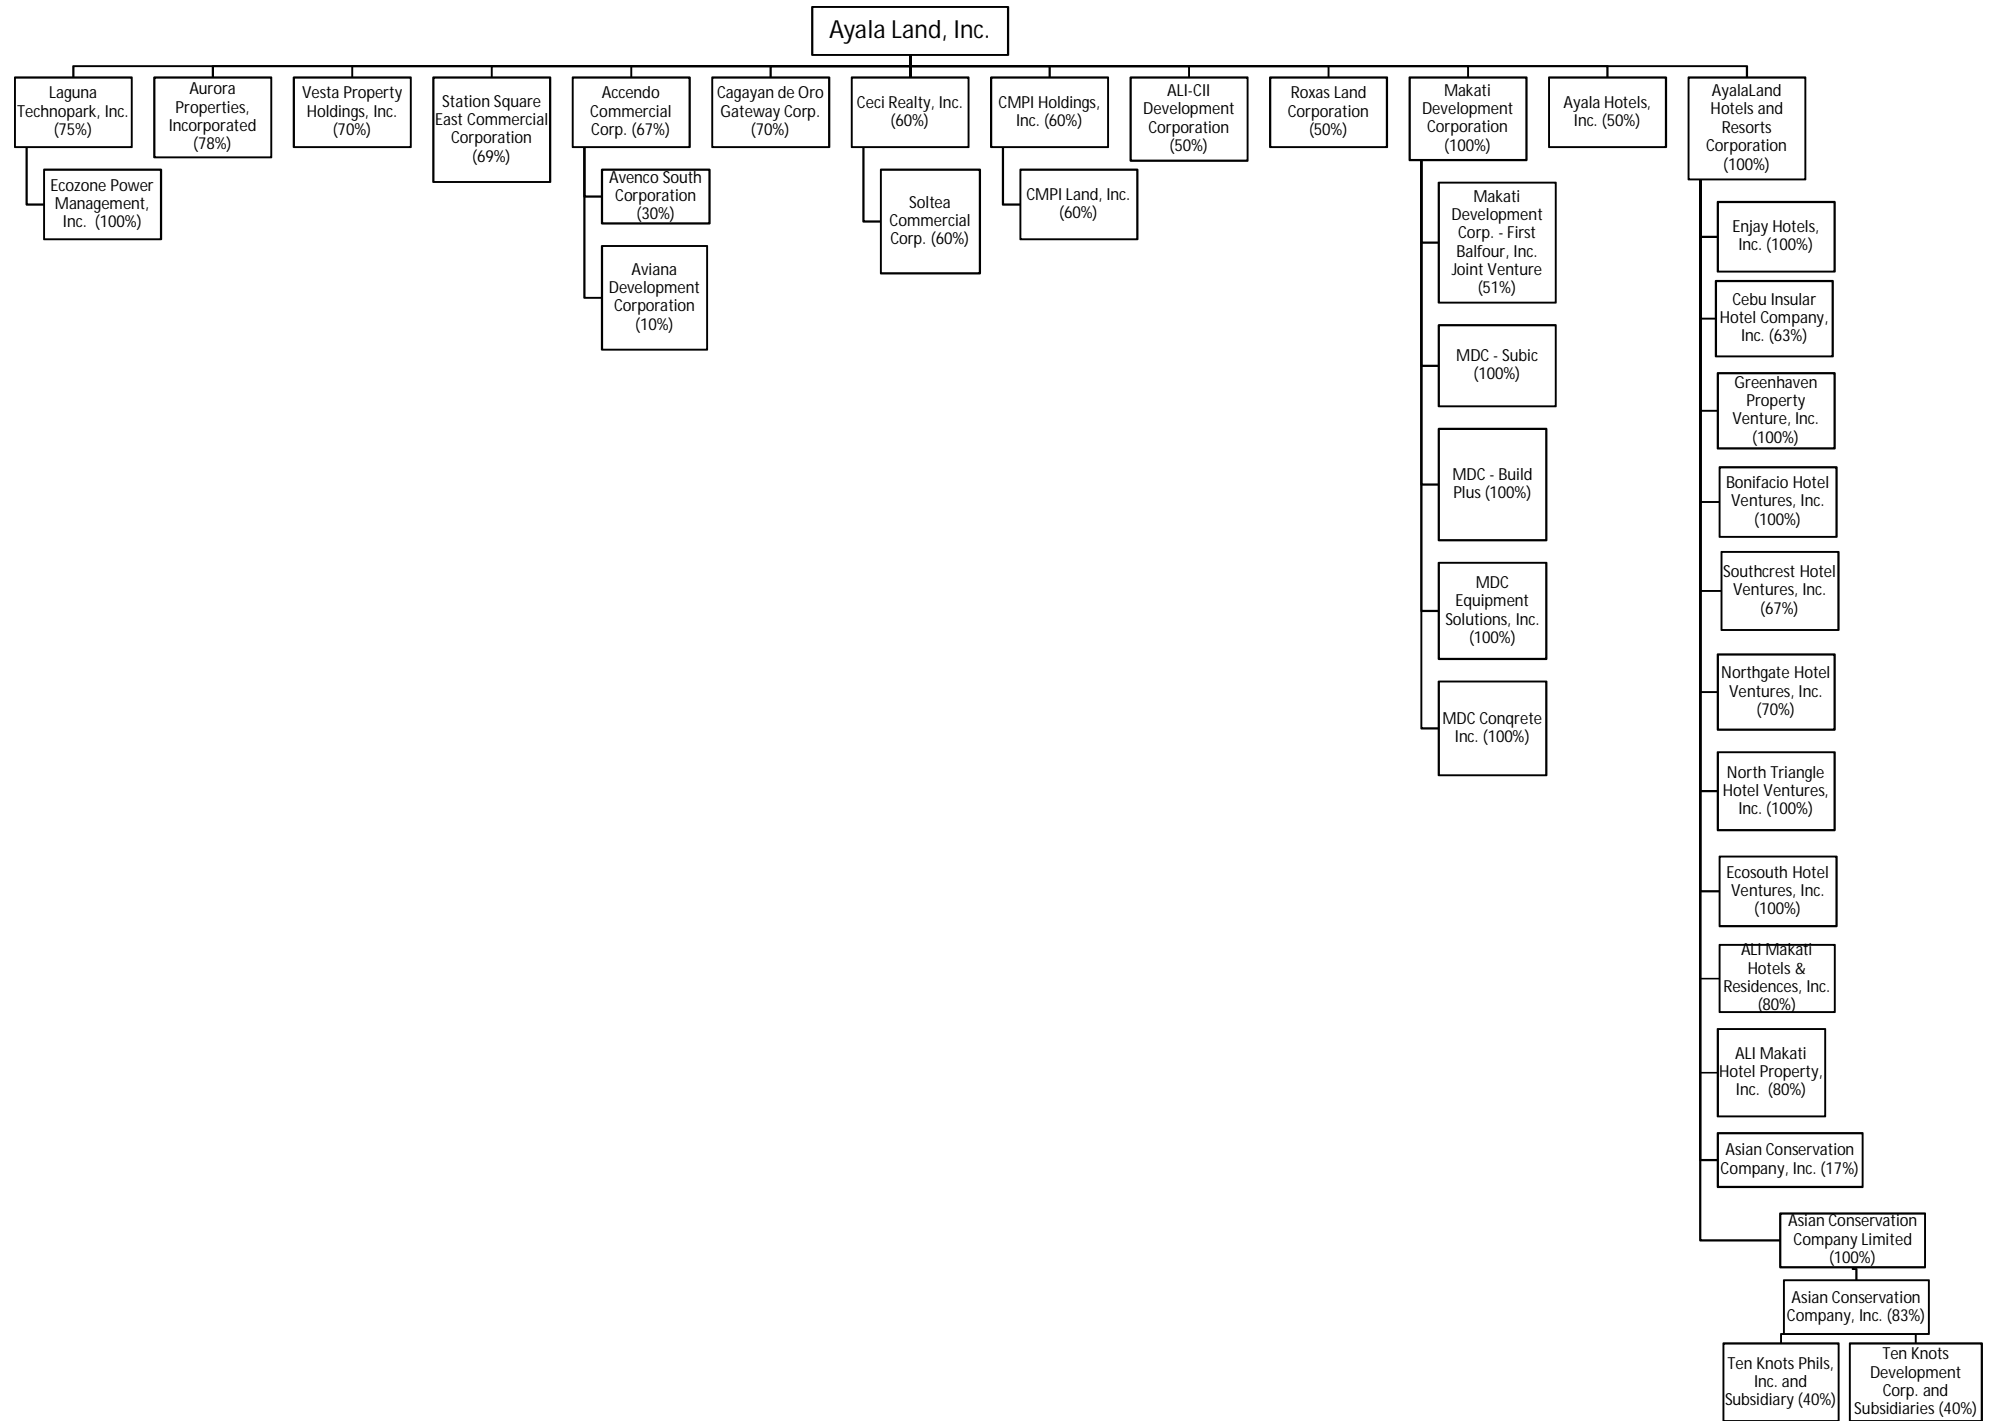 Ayala Land, Inc.
Laguna
Technopark, Inc.
(75%)
Ecozone Power
Management,
Inc.  (100%)
Aurora
Properties,
Incorporated
(78%)
Vesta Property
Holdings, Inc.
(70%)
Station Square
East Commercial
Corporation
(69%)
Accendo
Commercial
Corp. (67%)
Avenco South
Corporation
(30%)
Aviana
Development
Corporation
(10%)
Cagayan de Oro
Gateway Corp.
(70%)
Ceci Realty, Inc.
(60%)
Soltea
Commercial
Corp. (60%)
CMPI Holdings,
Inc. (60%)
CMPI Land, Inc.
(60%)
ALI-CII
Development
Corporation
(50%)
Roxas Land
Corporation
(50%)
Makati
Development
Corporation
(100%)
Makati
Development
Corp. - First
Balfour, Inc.
Joint Venture
(51%)
MDC - Subic
(100%)
MDC - Build
Plus (100%)
MDC
Equipment
Solutions, Inc.
(100%)
MDC Conqrete
Inc. (100%)
Ayala Hotels,
Inc. (50%)
AyalaLand
Hotels and
Resorts
Corporation
(100%)
Enjay Hotels,
Inc. (100%)
Cebu Insular
Hotel Company,
Inc. (63%)
Greenhaven
Property
Venture, Inc.
(100%)
Bonifacio Hotel
Ventures, Inc.
(100%)
Southcrest Hotel
Ventures, Inc.
(67%)
Northgate Hotel
Ventures, Inc.
(70%)
North Triangle
Hotel Ventures,
Inc. (100%)
Ecosouth Hotel
Ventures, Inc.
(100%)
ALI Makati
Hotels &
Residences, Inc.
(80%)
ALI Makati
Hotel Property,
Inc.  (80%)
Asian Conservation
Company, Inc. (17%)
Asian Conservation
Company Limited
(100%)
Asian Conservation
Company, Inc. (83%)
Ten Knots Phils,
Inc. and
Subsidiary (40%)
Ten Knots
Development
Corp. and
Subsidiaries (40%)